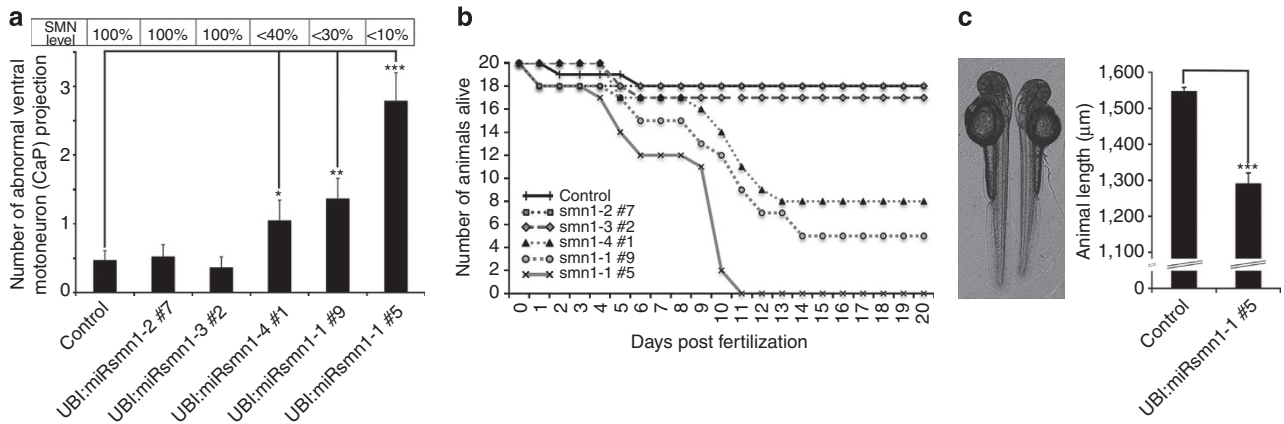 a
SMN level 100% 100% 100% <40% <30% <10%
Number of abnormal ventral
motoneuron (CaP) projection
3
2
1
0
*
**
***
Control
UBI:miRsmn1-2 #7
UBI:miRsmn1-3 #2
UBI:miRsmn1-4 #1
UBI:miRsmn1-1 #9
UBI:miRsmn1-1 #5
b
Number of animals alive
20
18
16
14
12
10
8
6
4
2
0
Control
smn1-2 #7
smn1-3 #2
smn1-4 #1
smn1-1 #9
smn1-1 #5
0 1 2 3 4 5 6 7 8 9 10 11 12 13 14 15 16 17 18 19 20
Days post fertilization
c
Animal length (μm)
1,600
1,500
1,400
1,300
1,200
1,100
0
***
Control
UBI:miRsmn1-1 #5